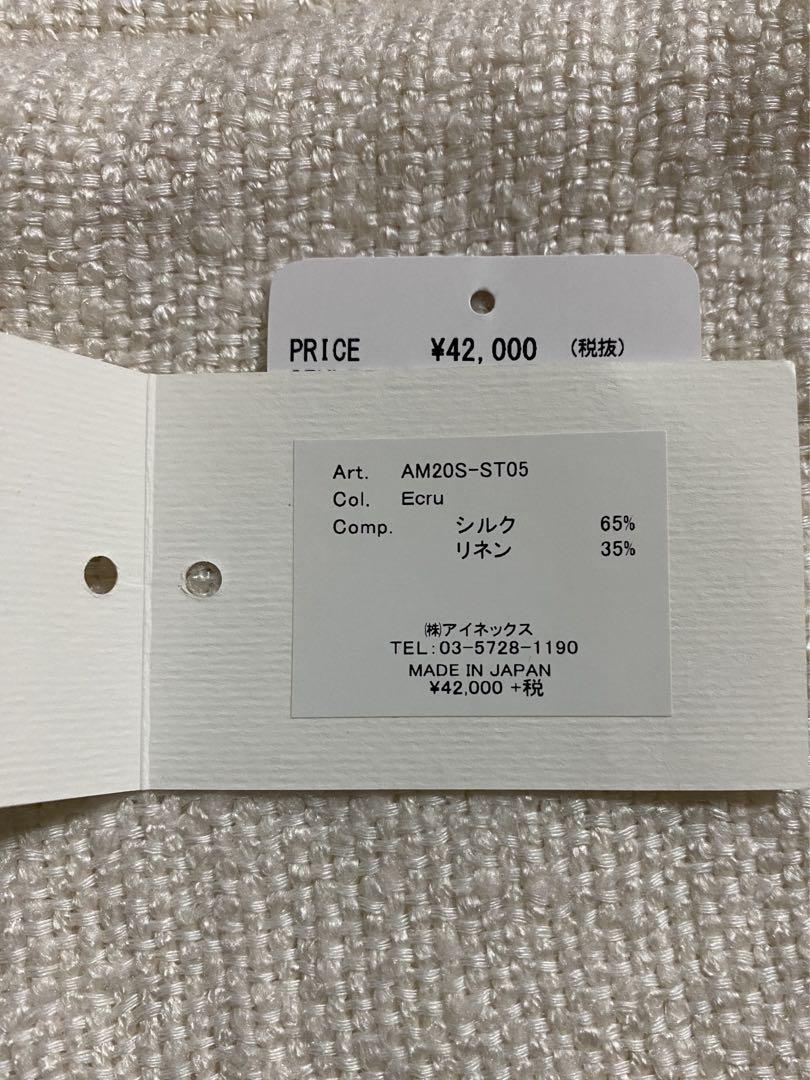 PRICE ¥42,000 (税抜)
Art. AM20S-ST05
Col. Ecru
Comp. シルク 65%
リネン 35%
㈱アイネックス
TEL:03-5728-1190
MADE IN JAPAN
¥42,000 +税